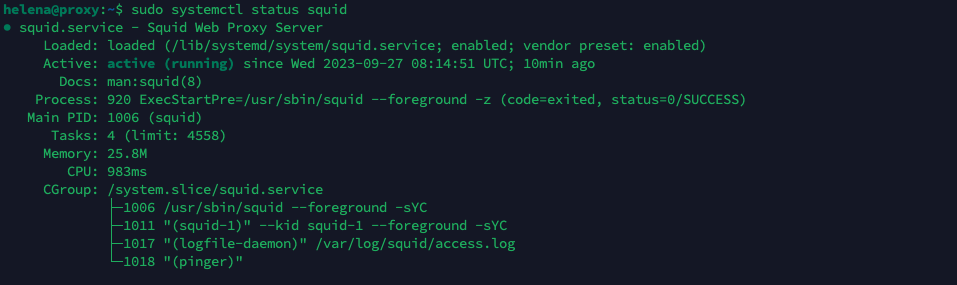 helena@proxy:~$ sudo systemctl status squid
● squid.service - Squid Web Proxy Server
Loaded: loaded (/lib/systemd/system/squid.service; enabled; vendor preset: enabled)
Active: active (running) since Wed 2023-09-27 08:14:51 UTC; 10min ago
Docs: man:squid(8)
Process: 920 ExecStartPre=/usr/sbin/squid --foreground -z (code=exited, status=0/SUCCESS)
Main PID: 1006 (squid)
Tasks: 4 (limit: 4558)
Memory: 25.8M
CPU: 983ms
CGroup: /system.slice/squid.service
├─1006 /usr/sbin/squid --foreground -sYC
├─1011 "(squid-1)" --kid squid-1 --foreground -sYC
├─1017 "(logfile-daemon)" /var/log/squid/access.log
└─1018 "(pinger)"